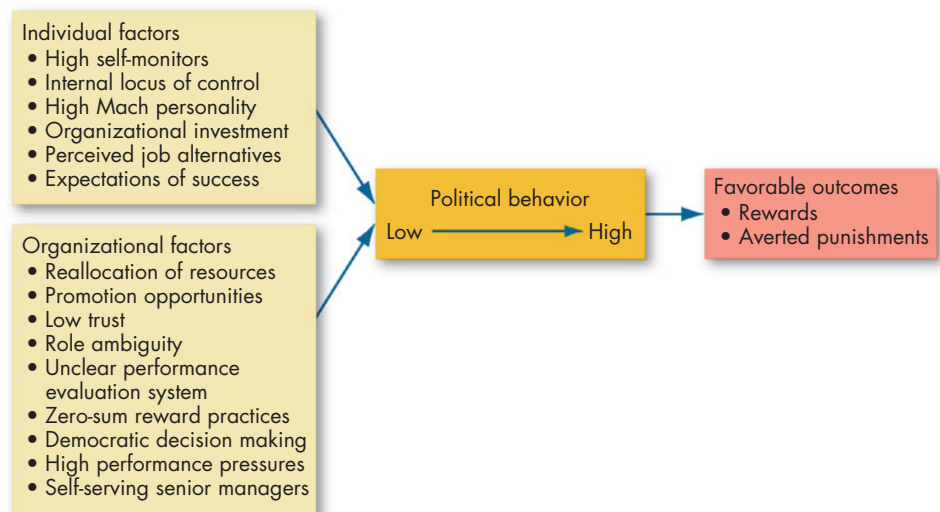 Individual factors
• High self-monitors
• Internal locus of control
• High Mach personality
• Organizational investment
• Perceived job alternatives
• Expectations of success
Organizational factors
• Reallocation of resources
• Promotion opportunities
• Low trust
• Role ambiguity
• Unclear performance
evaluation system
• Zero-sum reward practices
• Democratic decision making
• High performance pressures
• Self-serving senior managers
Political behavior
Low High
Favorable outcomes
• Rewards
• Averted punishments